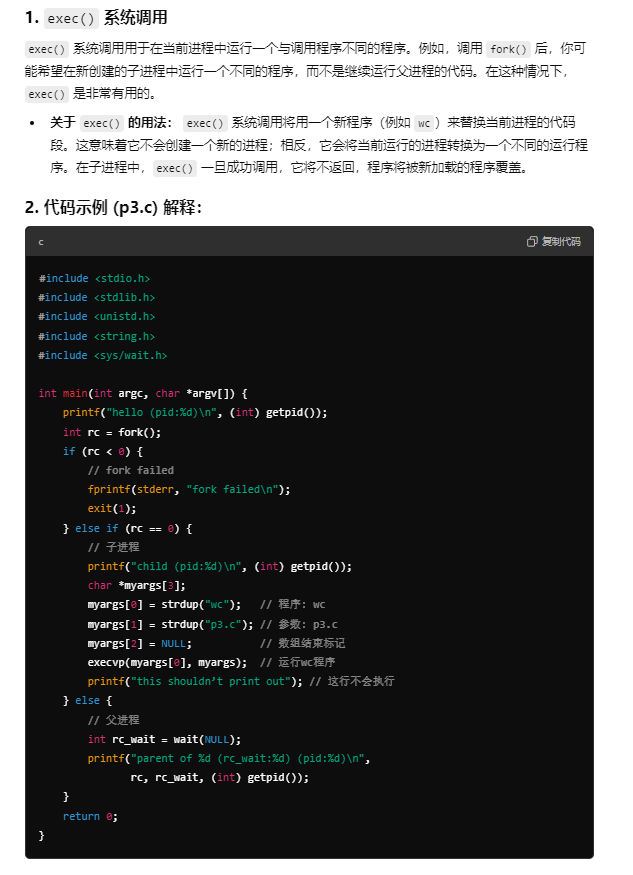 1. exec() 系统调用
exec() 系统调用用于在当前进程中运行一个与调用程序不同的程序。例如，调用 fork() 后，你可
能希望在新创建的子进程中运行一个不同的程序，而不是继续运行父进程的代码。在这种情况下，
exec() 是非常有用的。
• 关于 exec() 的用法： exec() 系统调用将用一个新程序（例如 wc ）来替换当前进程的代码
段。这意味着它不会创建一个新的进程；相反，它会将当前运行的进程转换为一个不同的运行程
序。在子进程中， exec() 一旦成功调用，它将不返回，程序将被新加载的程序覆盖。
2. 代码示例 (p3.c) 解释：
c 复制代码
#include <stdio.h>
#include <stdlib.h>
#include <unistd.h>
#include <string.h>
#include <sys/wait.h>
int main(int argc, char *argv[]) {
    printf("hello (pid:%d)\n", (int) getpid());
    int rc = fork();
    if (rc < 0) {
        // fork failed
        fprintf(stderr, "fork failed\n");
        exit(1);
    } else if (rc == 0) {
        // 子进程
        printf("child (pid:%d)\n", (int) getpid());
        char *myargs[3];
        myargs[0] = strdup("wc");   // 程序: wc
        myargs[1] = strdup("p3.c"); // 参数: p3.c
        myargs[2] = NULL;           // 数组结束标记
        execvp(myargs[0], myargs);  // 运行wc程序
        printf("this shouldn’t print out"); // 这行不会执行
    } else {
        // 父进程
        int rc_wait = wait(NULL);
        printf("parent of %d (rc_wait:%d) (pid:%d)\n",
               rc, rc_wait, (int) getpid());
    }
    return 0;
}